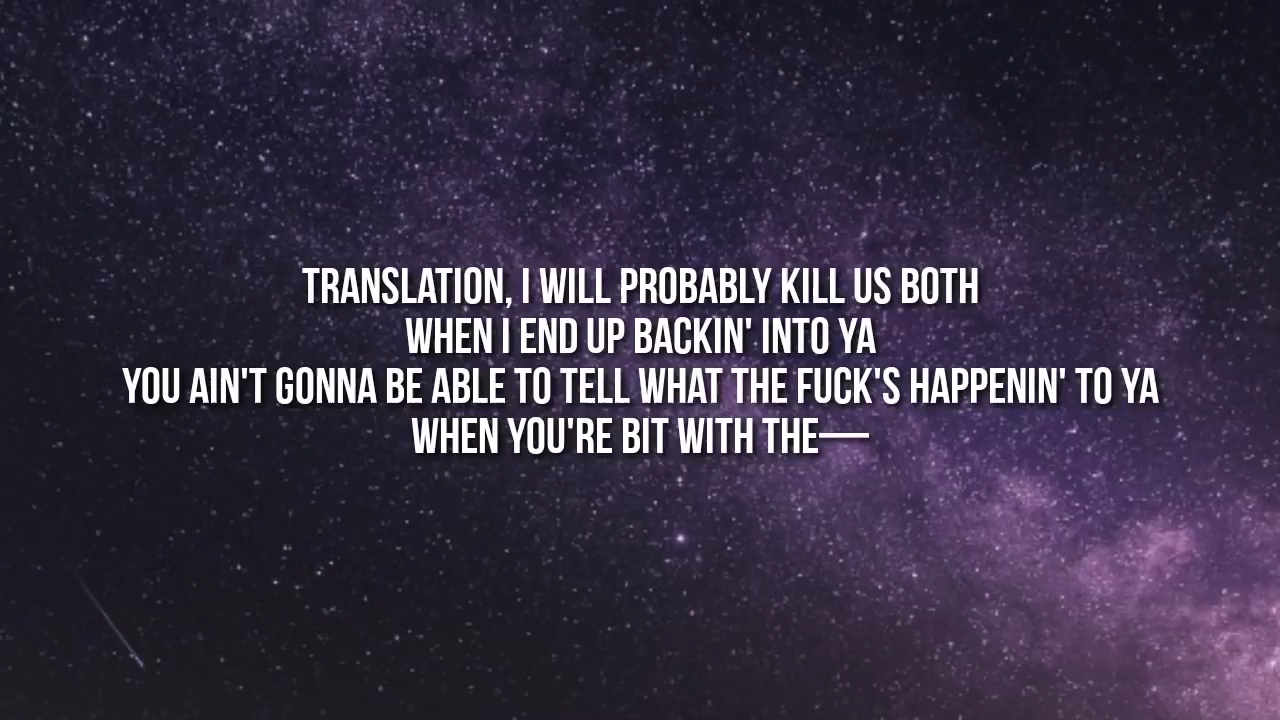 TRANSLATION, I WILL PROBABLY KILL US BOTH
WHEN I END UP BACKIN' INTO YA
YOU AIN'T GONNA BE ABLE TO TELL WHAT THE FUCK'S HAPPENIN' TO YA
WHEN YOU'RE BIT WITH THE—